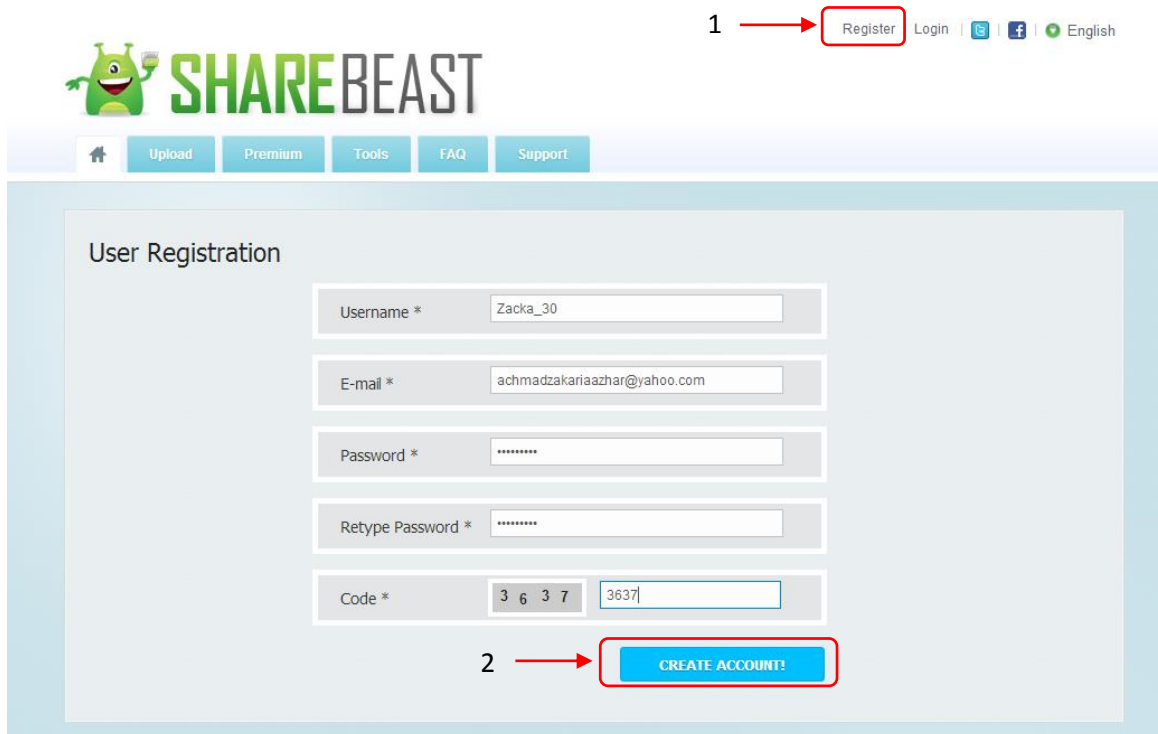 1 Register Login English
SHAREBEAST
Upload Premium Tools FAQ Support
User Registration
Username * Zacka_30
E-mail * achmadzakariaazhar@yahoo.com
Password * •••••••••
Retype Password * •••••••••
Code * 3 6 3 7 3637
2 CREATE ACCOUNT!